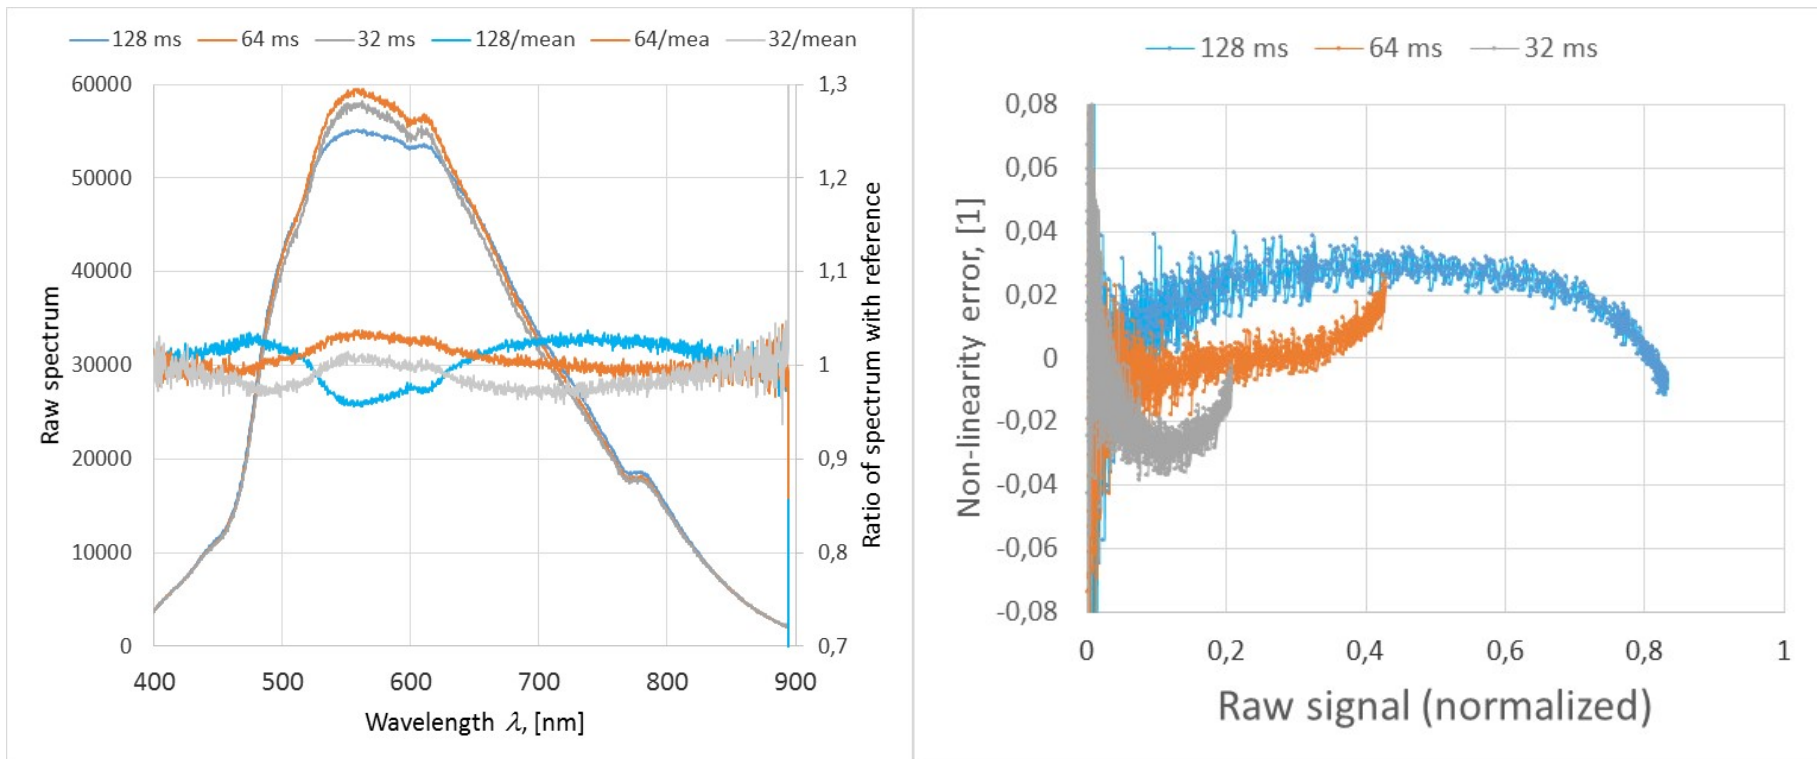 128 ms 64 ms 32 ms 128/mean 64/mea 32/mean
60000
50000
40000
30000
20000
10000
0
Raw spectrum
1,3
1,2
1,1
1
0,9
0,8
0,7
Ratio of spectrum with reference
400 500 600 700 800 900
Wavelength λ, [nm]
128 ms 64 ms 32 ms
0,08
0,06
0,04
0,02
0
-0,02
-0,04
-0,06
-0,08
Non-linearity error, [1]
0 0,2 0,4 0,6 0,8 1
Raw signal (normalized)